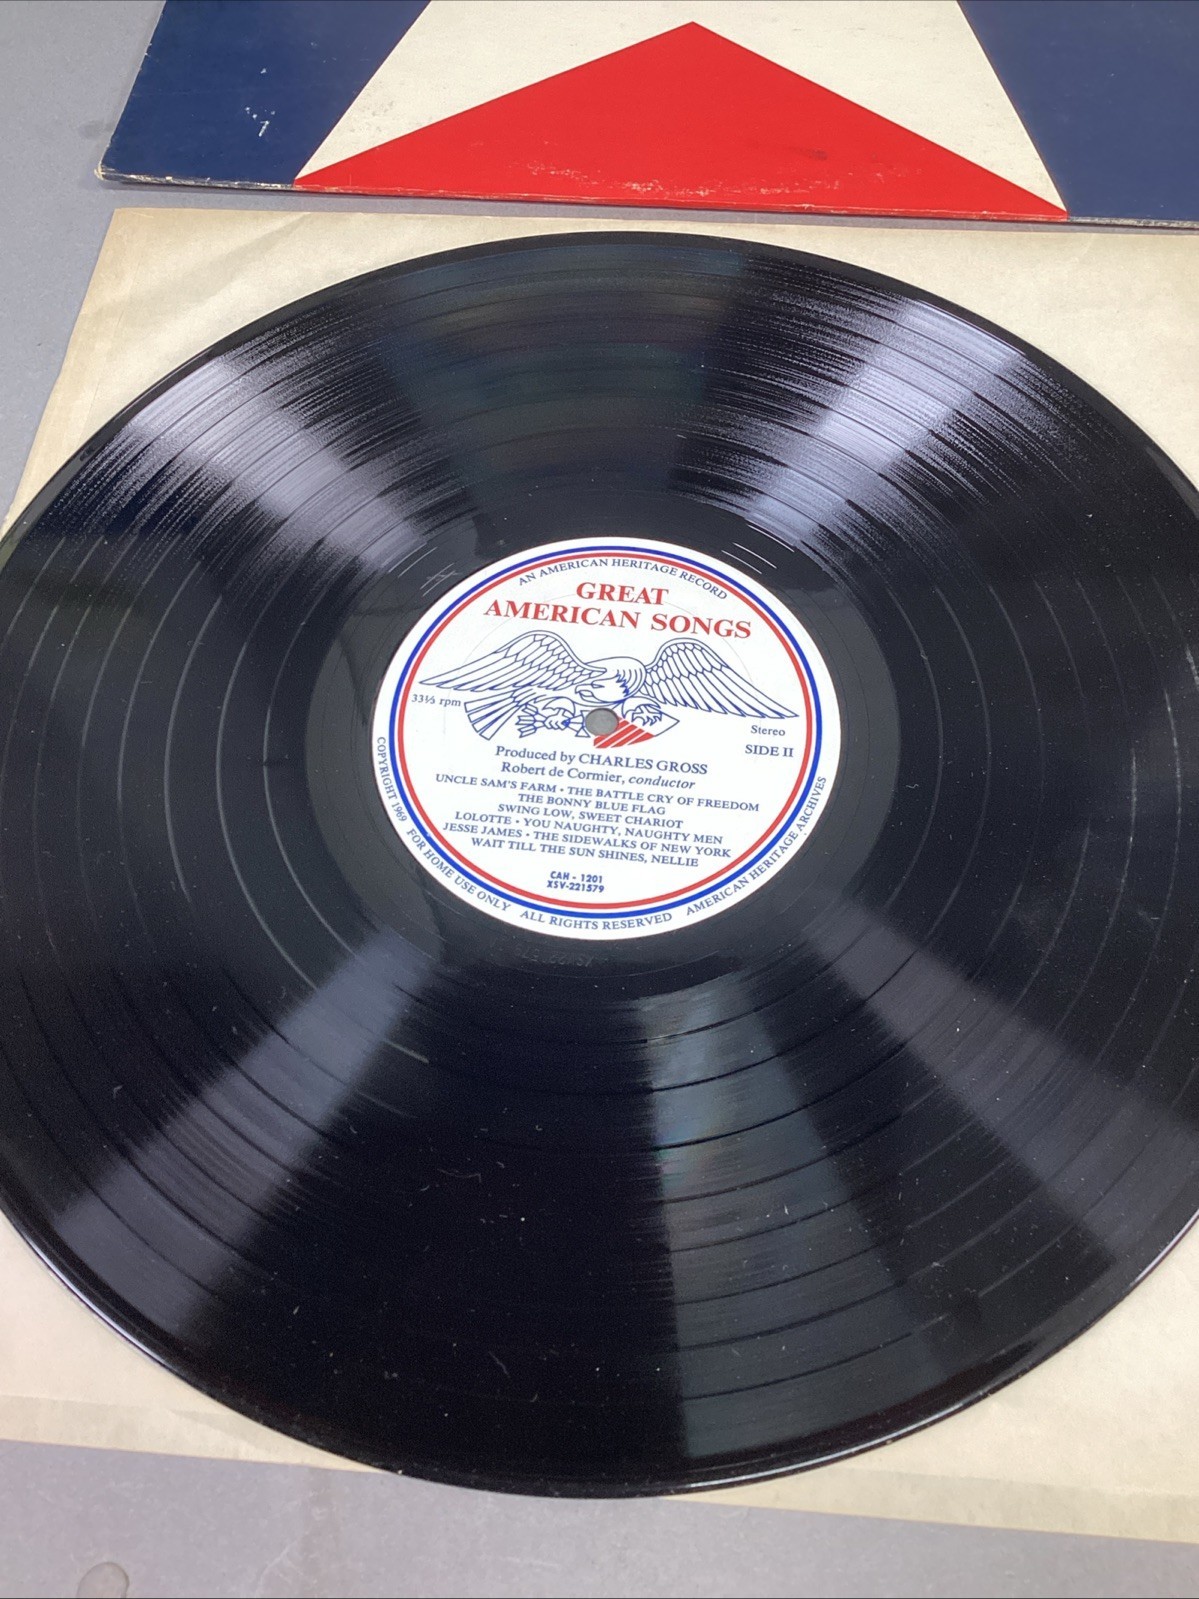 AN AMERICAN HERITAGE RECORD
GREAT
AMERICAN SONGS
33⅓ rpm
Stereo
SIDE II
Produced by CHARLES GROSS
Robert de Cormier, conductor
UNCLE SAM'S FARM • THE BATTLE CRY OF FREEDOM
THE BONNY BLUE FLAG
SWING LOW, SWEET CHARIOT
LOLOTTE • YOU NAUGHTY, NAUGHTY MEN
JESSE JAMES • THE SIDEWALKS OF NEW YORK
WAIT TILL THE SUN SHINES, NELLIE
CAH - 1201
XSV-221579
COPYRIGHT 1969 FOR HOME USE ONLY ALL RIGHTS RESERVED AMERICAN HERITAGE ARCHIVES